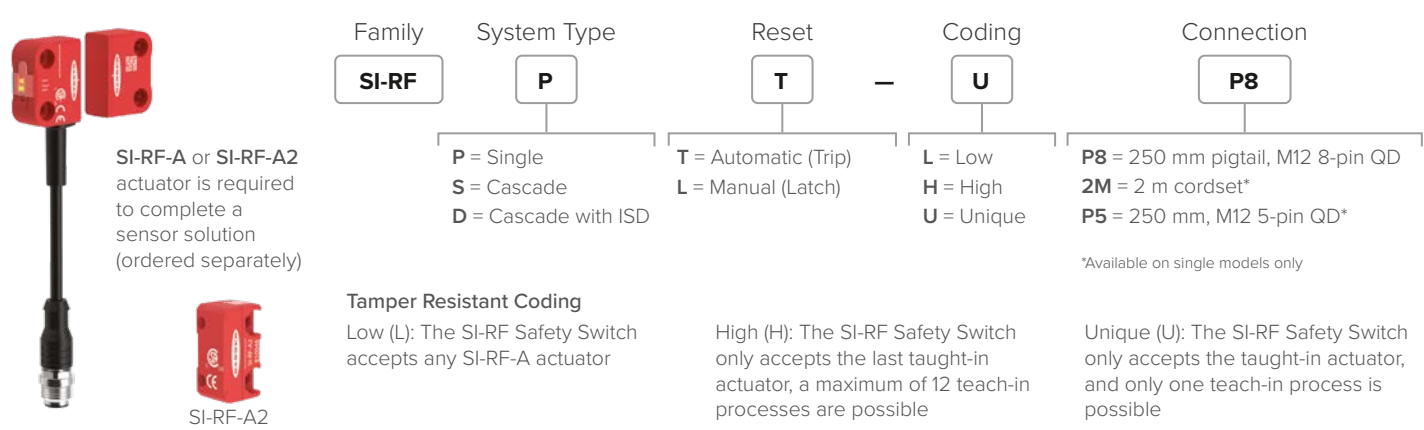 Family
System Type
Reset
Coding
Connection
SI-RF
P
T
—
U
P8
SI-RF-A or SI-RF-A2
actuator is required
to complete a
sensor solution
(ordered separately)
P = Single
S = Cascade
D = Cascade with ISD
T = Automatic (Trip)
L = Manual (Latch)
L = Low
H = High
U = Unique
P8 = 250 mm pigtail, M12 8-pin QD
2M = 2 m cordset*
P5 = 250 mm, M12 5-pin QD*
*Available on single models only
SI-RF-A2
Tamper Resistant Coding
Low (L): The SI-RF Safety Switch
accepts any SI-RF-A actuator
High (H): The SI-RF Safety Switch
only accepts the last taught-in
actuator, a maximum of 12 teach-in
processes are possible
Unique (U): The SI-RF Safety Switch
only accepts the taught-in actuator,
and only one teach-in process is
possible